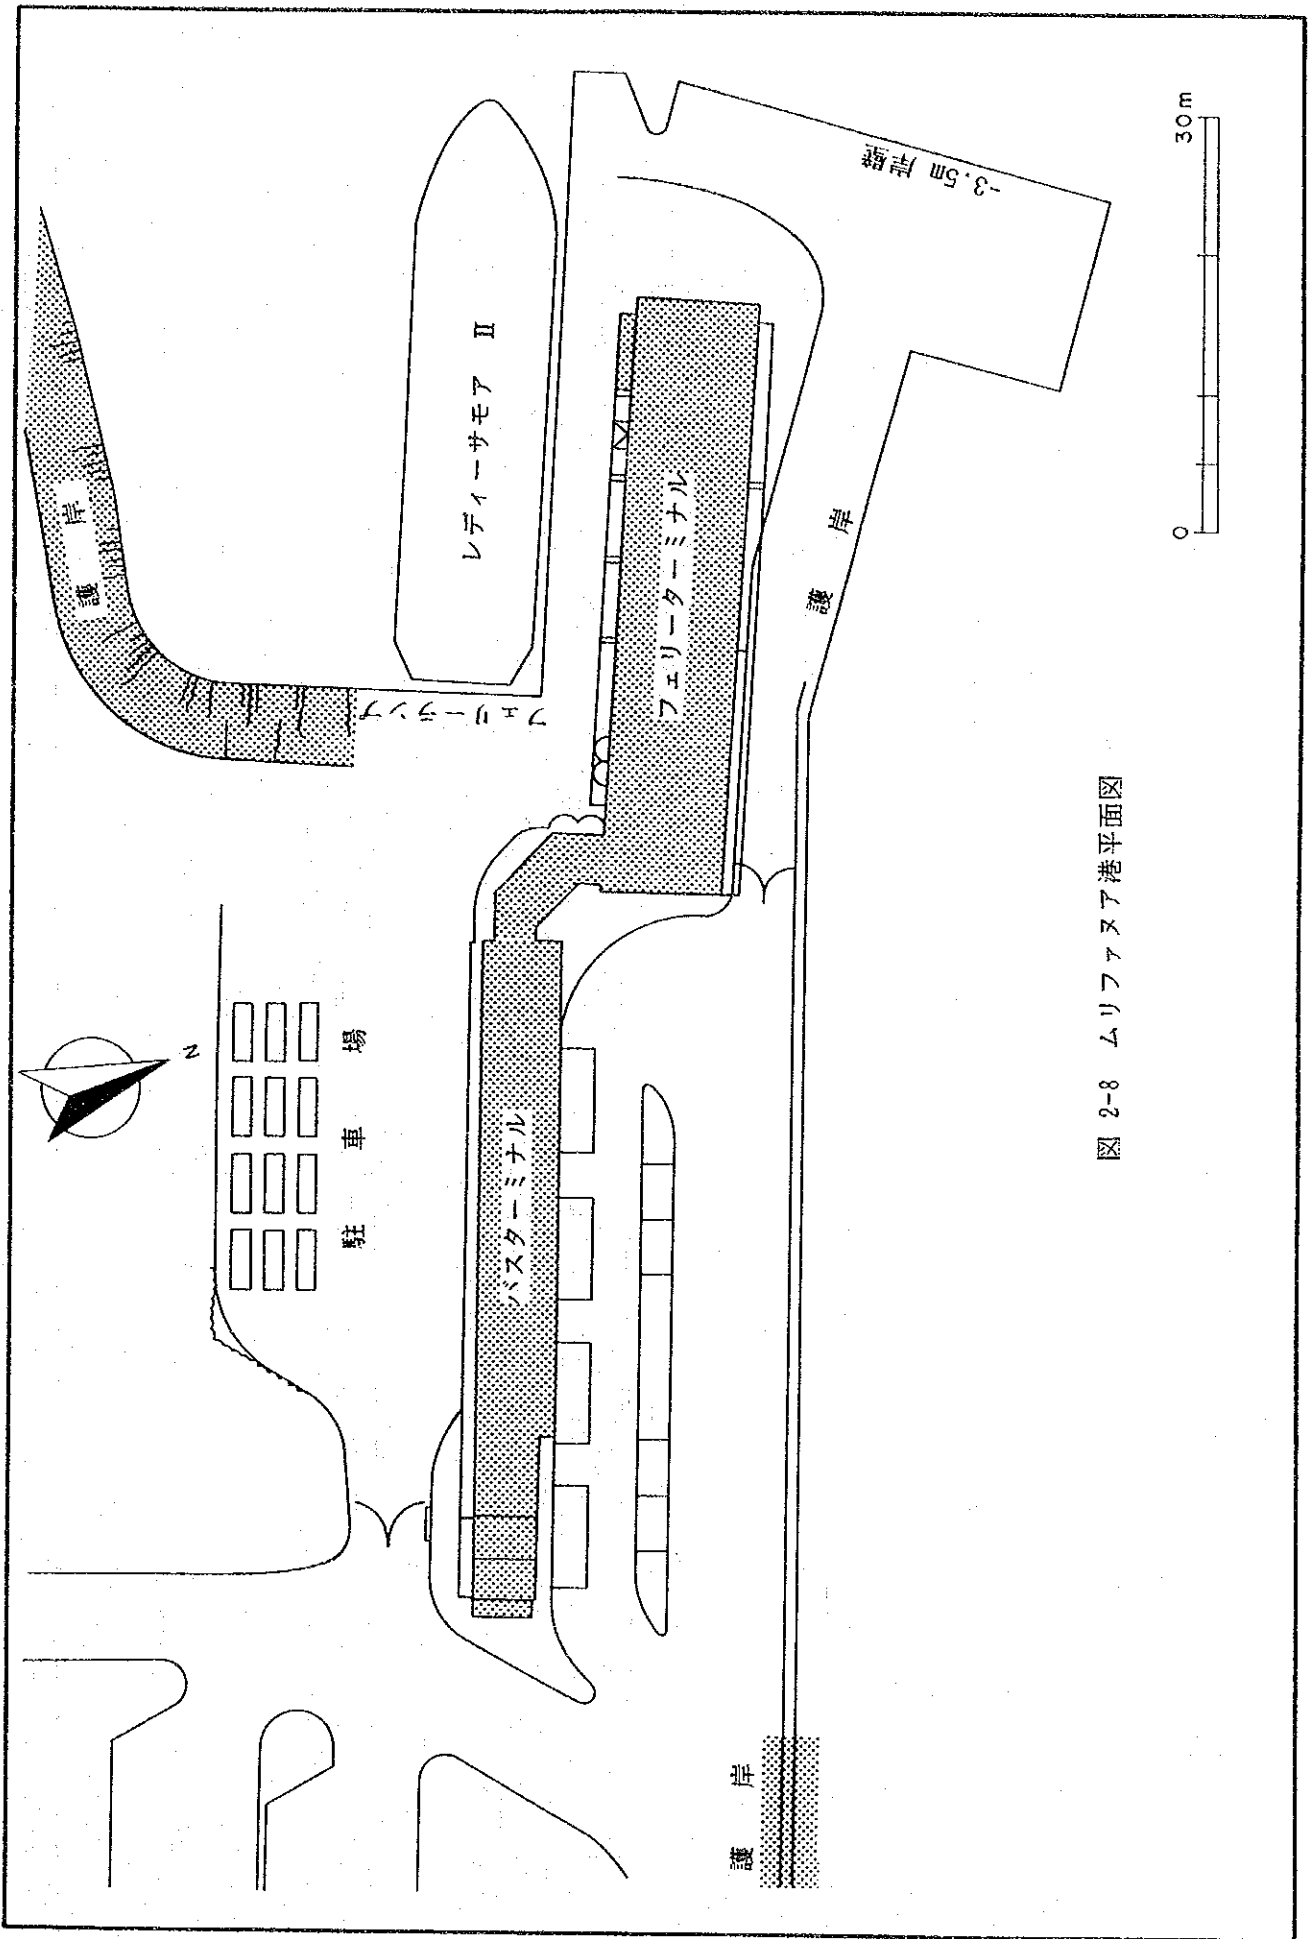 護岸
レディーサモア II
フェリーランプ
-3.5m 岸壁
フェリーターミナル
護岸
N
駐車場
バスターミナル
護岸
0 30m
図 2-8 ムリファヌア港平面図